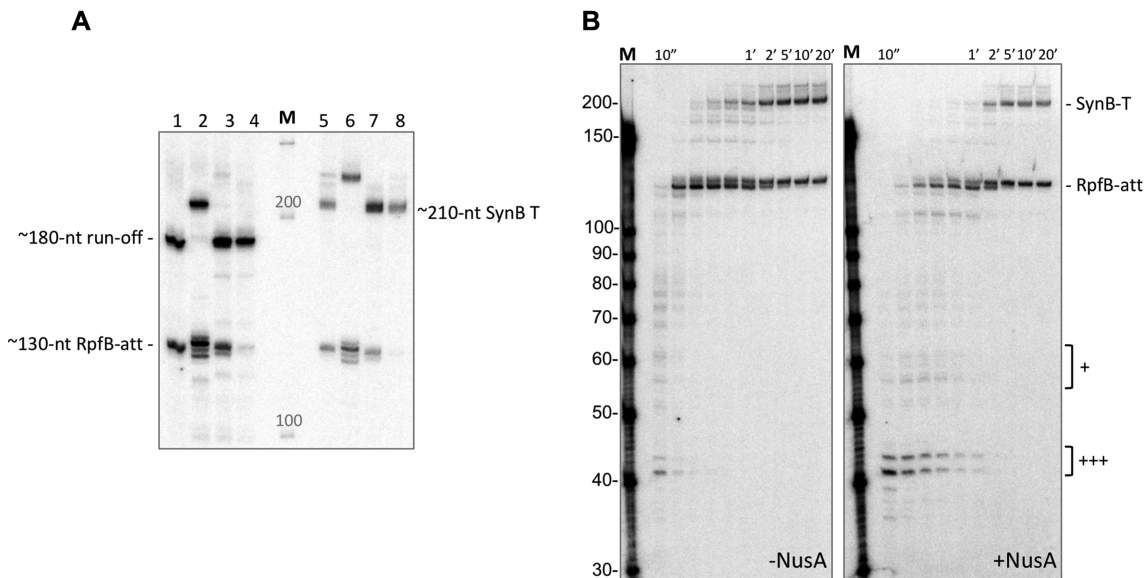 A
1 2 3 4 M 5 6 7 8
200
~210-nt SynB T
~180-nt run-off -
~130-nt RpfB-att -
100
B
M 10” 1’ 2’ 5’ 10’ 20’
M 10” 1’ 2’ 5’ 10’ 20’
200-
150-
100-
90-
80-
70-
60-
50-
40-
30-
- SynB-T
- RpfB-att
+
+++
-NusA
+NusA